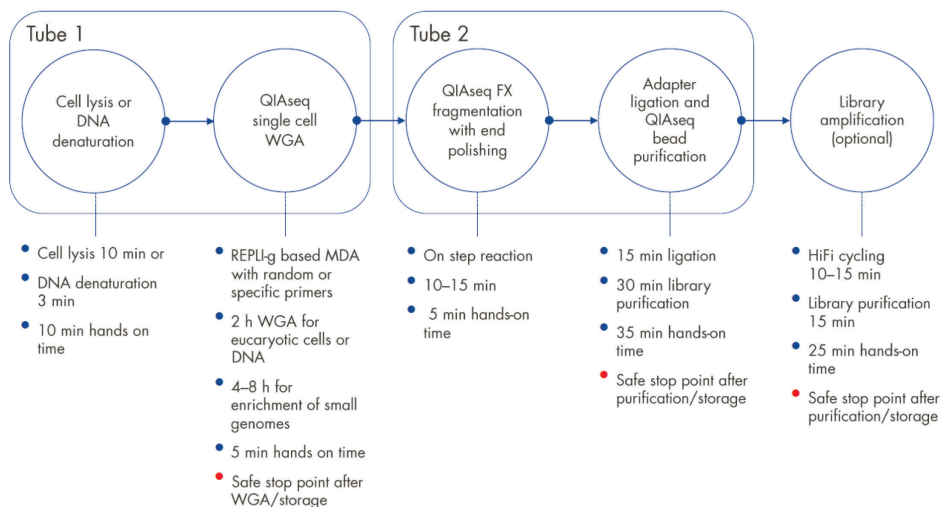 Tube 1
Cell lysis or
DNA
denaturation
QIAseq
single cell
WGA
Tube 2
QIAseq FX
fragmentation
with end
polishing
Adapter
ligation and
QIAseq
bead
purification
Library
amplification
(optional)
Cell lysis 10 min or
DNA denaturation
3 min
10 min hands on
time
REPLI-g based MDA
with random or
specific primers
2 h WGA for
eucaryotic cells or
DNA
4–8 h for
enrichment of small
genomes
5 min hands on time
Safe stop point after
WGA/storage
On step reaction
10–15 min
5 min hands-on
time
15 min ligation
30 min library
purification
35 min hands-on
time
Safe stop point after
purification/storage
HiFi cycling
10–15 min
Library purification
15 min
25 min hands-on
time
Safe stop point after
purification/storage